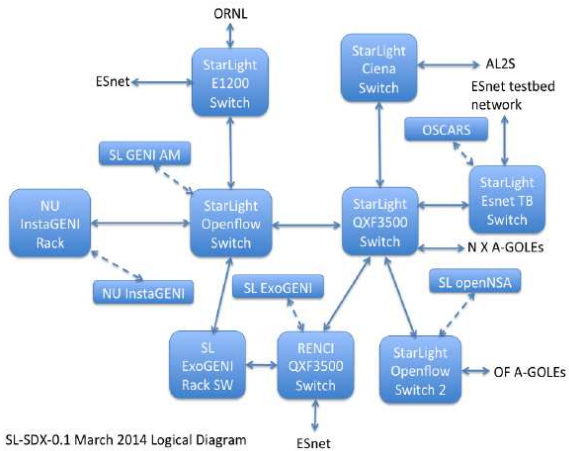 ORNL
StarLight
E1200
Switch
ESnet
StarLight
Ciena
Switch
AL2S
ESnet testbed
network
OSCARS
SL GENI AM
NU
InstaGENI
Rack
StarLight
Openflow
Switch
StarLight
QXF3500
Switch
StarLight
Esnet TB
Switch
N X A-GOLEs
NU InstaGENI
SL ExoGENI
SL openNSA
SL
ExoGENI
Rack SW
RENCI
QXF3500
Switch
StarLight
Openflow
Switch 2
OF A-GOLEs
SL-SDX-0.1 March 2014 Logical Diagram
ESnet